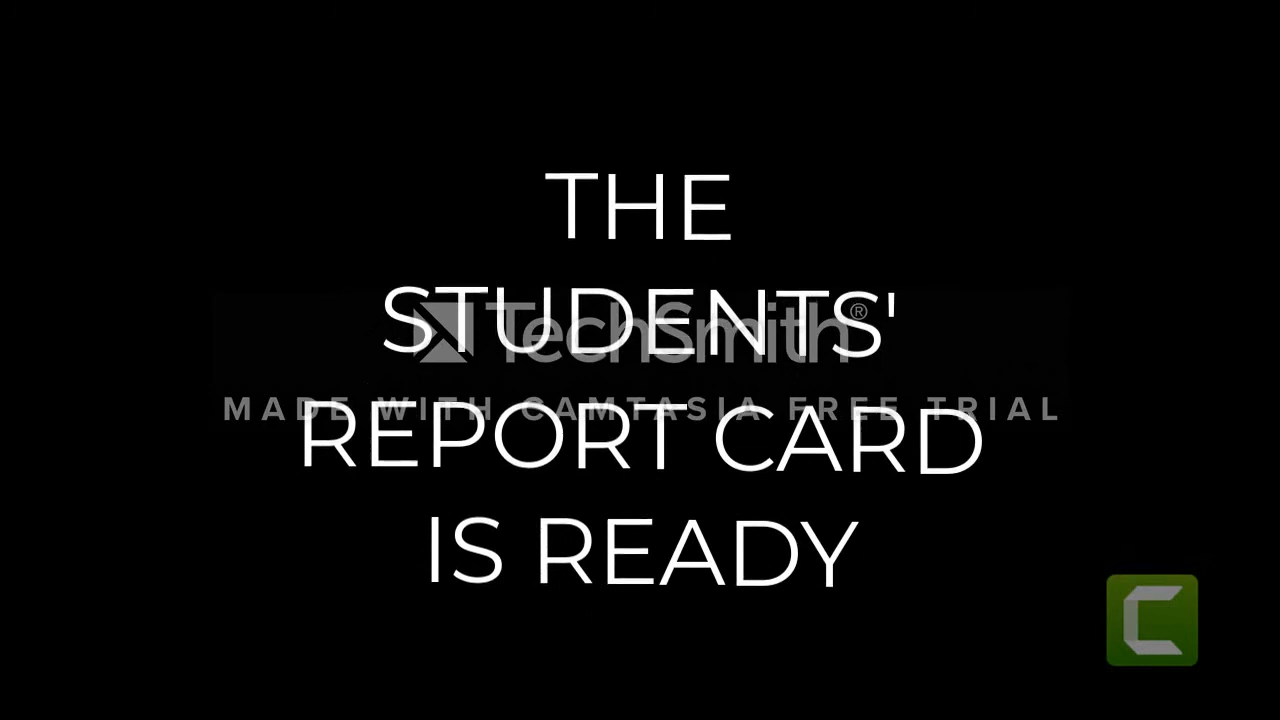 THE
STUDENTS'
TechSmith®
MADE WITH CAMTASIA FREE TRIAL
REPORT CARD
IS READY